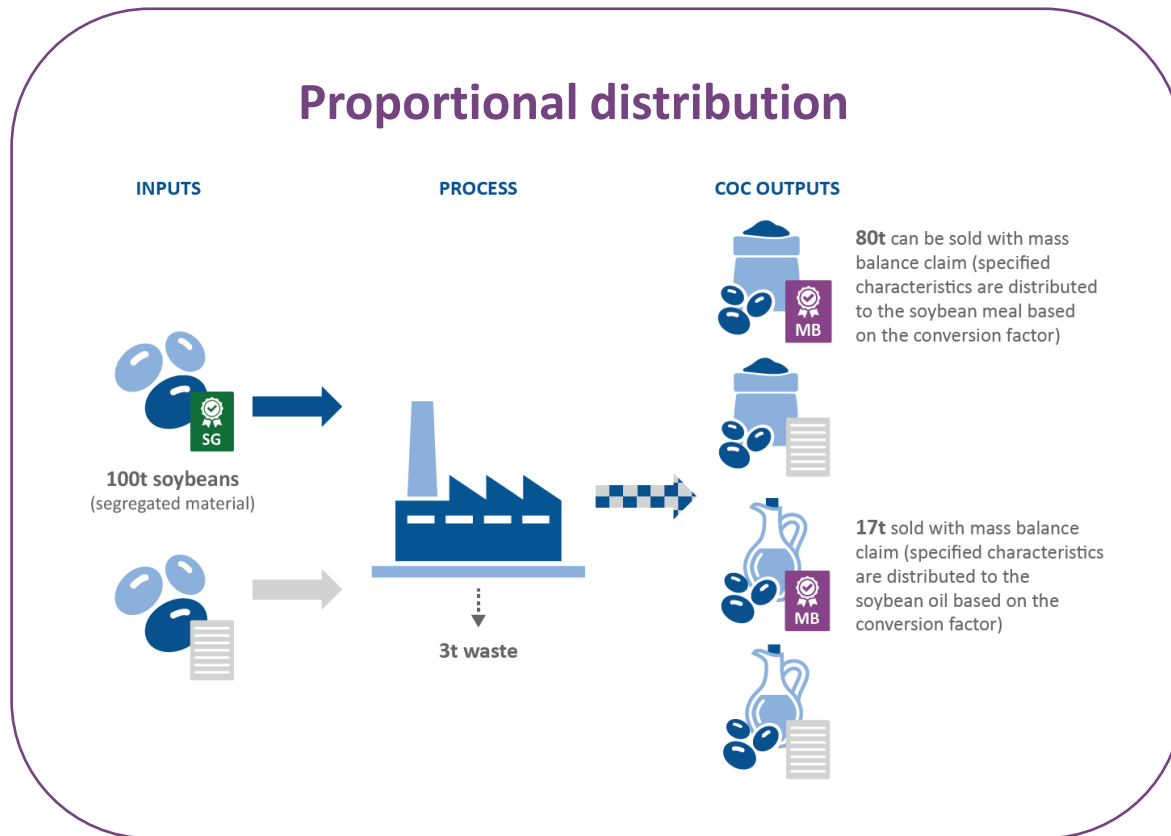 Proportional distribution
INPUTS
PROCESS
COC OUTPUTS
SG
100t soybeans
(segregated material)
3t waste
MB
80t can be sold with mass
balance claim (specified
characteristics are distributed
to the soybean meal based
on the conversion factor)
MB
17t sold with mass balance
claim (specified characteristics
are distributed to the
soybean oil based on the
conversion factor)